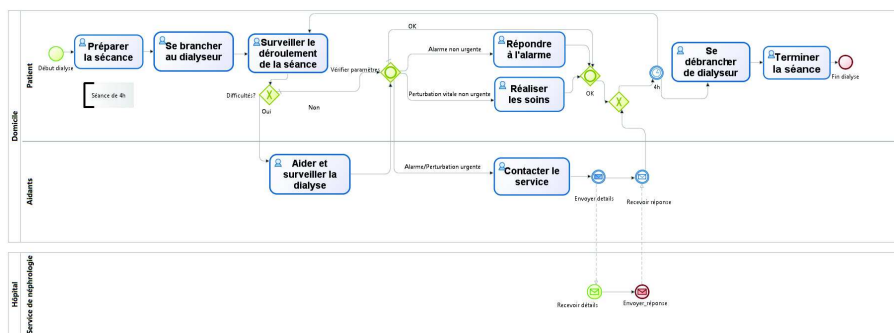 Domicile
Patient
Début dialyse
Préparer
la sécance
Se brancher
au dialyseur
Surveiller le
déroulement
de la séance
Séance de 4h
Difficultés?
Oui
Non
Vérifier paramètres
OK
Alarme non urgente
Répondre
à l'alarme
Perturbation vitale non urgente
Réaliser
les soins
OK
4h
Se
débrancher
de dialyseur
Terminer
la séance
Fin dialyse
Aidants
Aider et
surveiller la
dialyse
Alarme/Perturbation urgente
Contacter le
service
Envoyer détails
Recevoir réponse
Hôpital
Service de néphrologie
Recevoir détails
Envoyer_réponse